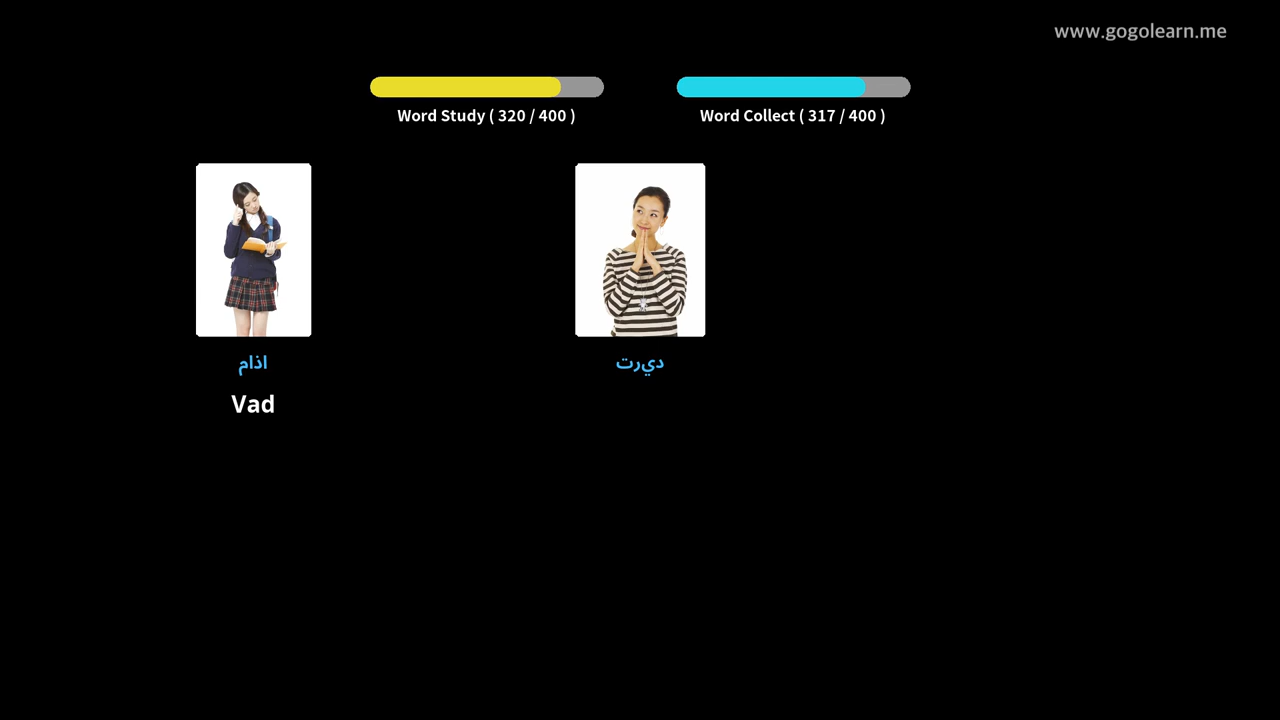 www.gogolearn.me
Word Study ( 320 / 400 )
Word Collect ( 317 / 400 )
اذام
ديرت
Vad